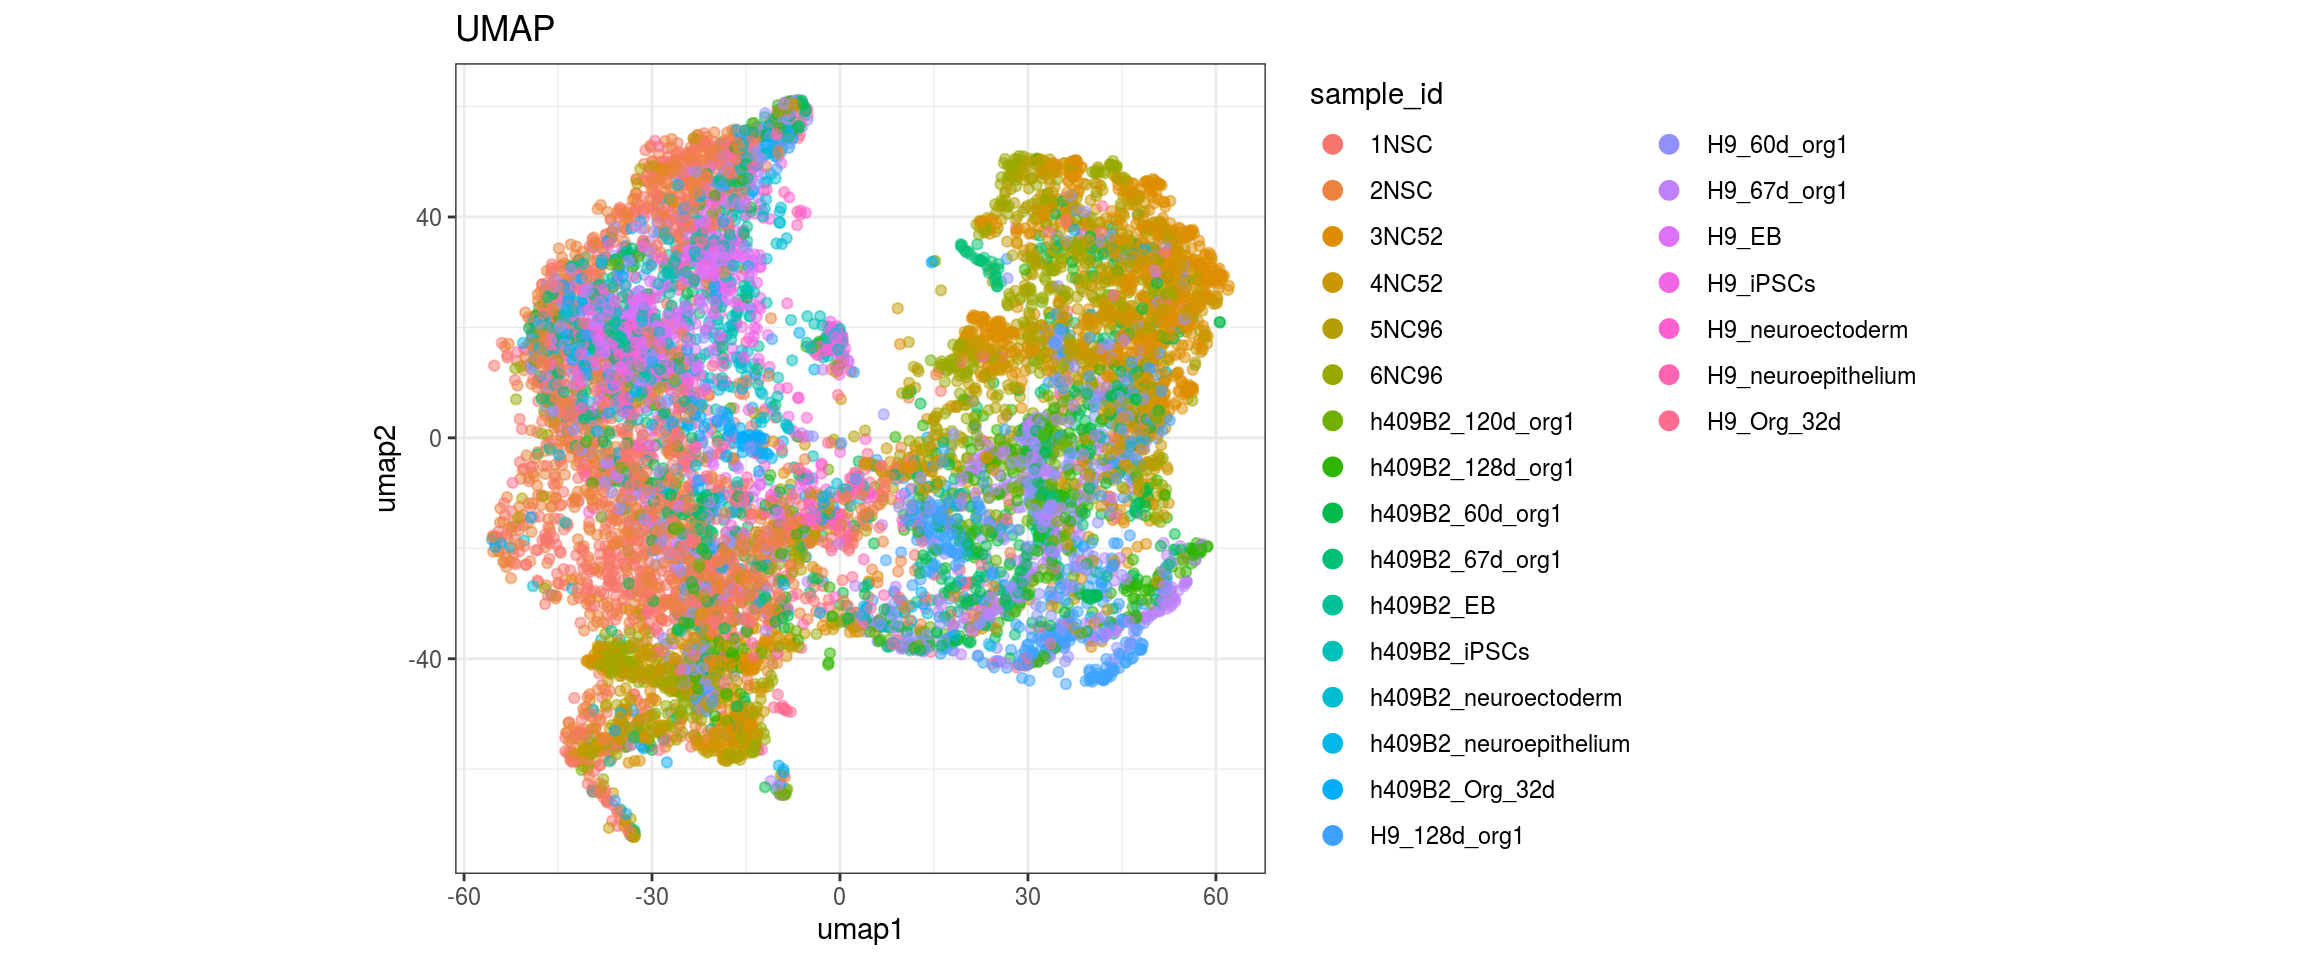 UMAP
40
0
-40
umap2
-60
-30
0
30
60
umap1
sample_id
1NSC
2NSC
3NC52
4NC52
5NC96
6NC96
h409B2_120d_org1
h409B2_128d_org1
h409B2_60d_org1
h409B2_67d_org1
h409B2_EB
h409B2_iPSCs
h409B2_neuroectoderm
h409B2_neuroepithelium
h409B2_Org_32d
H9_128d_org1
H9_60d_org1
H9_67d_org1
H9_EB
H9_iPSCs
H9_neuroectoderm
H9_neuroepithelium
H9_Org_32d